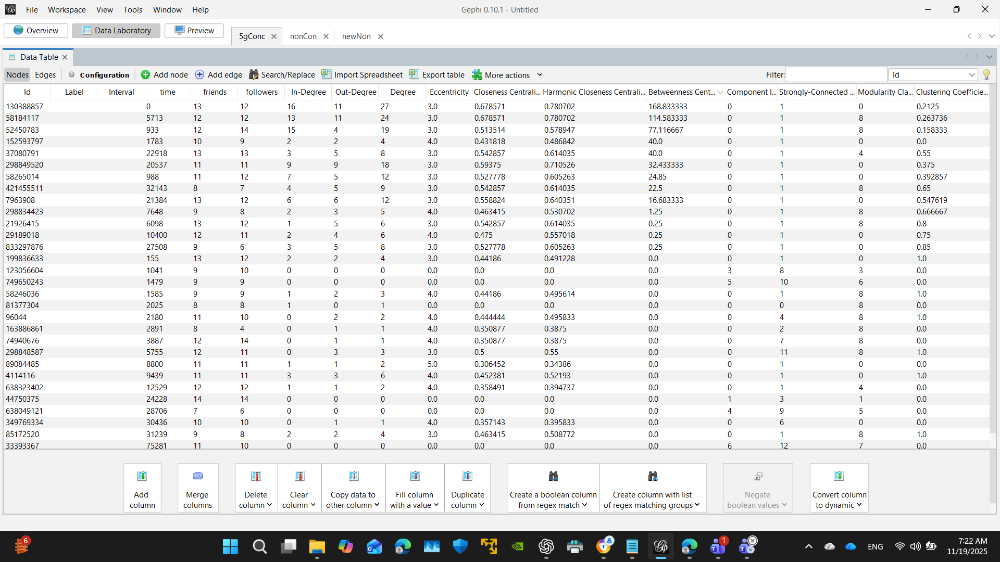 File Workspace View Tools Window Help Gephi 0.10.1 - Untitled
Overview Data Laboratory Preview 5gConc nonCon newNon
Data Table
Nodes Edges Configuration Add node Add edge Search/Replace Import Spreadsheet Export table More actions Filter: Id
Id Label Interval time friends followers In-Degree Out-Degree Degree Eccentricity Closeness Centrali... Harmonic Closeness Centrali... Betweenness Cent... Component I... Strongly-Connected ... Modularity Cla... Clustering Coefficie...
130388857 0 13 12 16 11 27 3.0 0.678571 0.780702 168.833333 0 1 0 0.2125
58184117 5713 12 12 13 11 24 3.0 0.678571 0.780702 114.583333 0 1 8 0.263736
52450783 933 12 14 15 4 19 3.0 0.513514 0.578947 77.116667 0 1 8 0.158333
152593797 1783 10 9 2 2 4 4.0 0.431818 0.486842 40.0 0 1 0 0.0
37080791 22918 13 13 3 5 8 3.0 0.542857 0.614035 40.0 0 1 4 0.55
298849520 20537 11 11 9 9 18 3.0 0.59375 0.710526 32.433333 0 1 0 0.375
58265014 988 11 12 7 5 12 3.0 0.527778 0.605263 24.85 0 1 0 0.392857
421455511 32143 8 7 4 5 9 3.0 0.542857 0.614035 22.5 0 1 8 0.65
7963908 21384 13 12 6 6 12 3.0 0.558824 0.640351 16.683333 0 1 0 0.547619
298834423 7648 9 8 2 3 5 4.0 0.463415 0.530702 1.25 0 1 8 0.666667
21926415 6098 13 12 1 5 6 3.0 0.542857 0.614035 0.25 0 1 8 0.8
29189018 10400 12 11 2 4 6 4.0 0.475 0.557018 0.25 0 1 0 0.75
833297876 27508 9 6 3 5 8 3.0 0.527778 0.605263 0.25 0 1 0 0.85
199836633 155 13 12 2 2 4 3.0 0.44186 0.491228 0.0 0 1 0 1.0
123056604 1041 9 10 0 0 0 0.0 0.0 0.0 0.0 3 8 3 0.0
749650243 1479 9 9 0 0 0 0.0 0.0 0.0 0.0 5 10 6 0.0
58246036 1585 9 9 1 2 3 4.0 0.44186 0.495614 0.0 0 1 8 1.0
81377304 2025 8 8 1 0 1 0.0 0.0 0.0 0.0 0 0 8 0.0
96044 2180 11 10 0 2 2 4.0 0.444444 0.495833 0.0 0 4 8 1.0
163886861 2891 8 4 0 1 1 4.0 0.350877 0.3875 0.0 0 2 8 0.0
74940676 3887 12 14 0 1 1 4.0 0.350877 0.3875 0.0 0 7 8 0.0
298848587 5755 12 11 0 3 3 3.0 0.5 0.55 0.0 0 11 8 1.0
89084485 8800 11 11 1 1 2 5.0 0.306452 0.34386 0.0 0 1 0 0.0
4114116 9439 11 11 3 3 6 4.0 0.452381 0.52193 0.0 0 1 0 1.0
638323402 12529 12 12 1 1 2 4.0 0.358491 0.394737 0.0 0 1 4 0.0
44750375 24228 14 14 0 0 0 0.0 0.0 0.0 0.0 1 3 1 0.0
638049121 28706 7 6 0 0 0 0.0 0.0 0.0 0.0 4 9 5 0.0
349769334 30436 10 10 0 1 1 4.0 0.357143 0.395833 0.0 0 6 0 0.0
85172520 31239 9 8 2 2 4 3.0 0.463415 0.508772 0.0 0 1 8 1.0
33393367 75281 11 10 0 0 0 0.0 0.0 0.0 0.0 6 12 7 0.0
Add Merge Delete Clear Copy data to Fill column Duplicate Create a boolean column Create column with list Negate Convert column
column columns column column other column with a value column from regex match of regex matching groups boolean values to dynamic
6 8 1 ENG 7:22 AM
11/19/2025